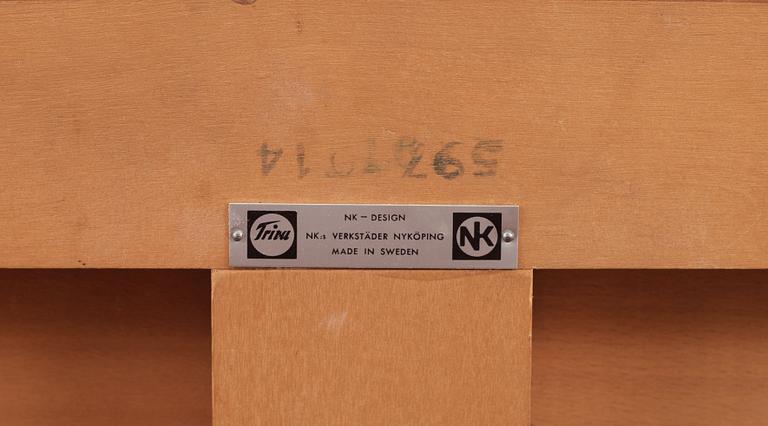 Triva
NK – DESIGN
NK:s VERKSTÄDER NYKÖPING
MADE IN SWEDEN
NK